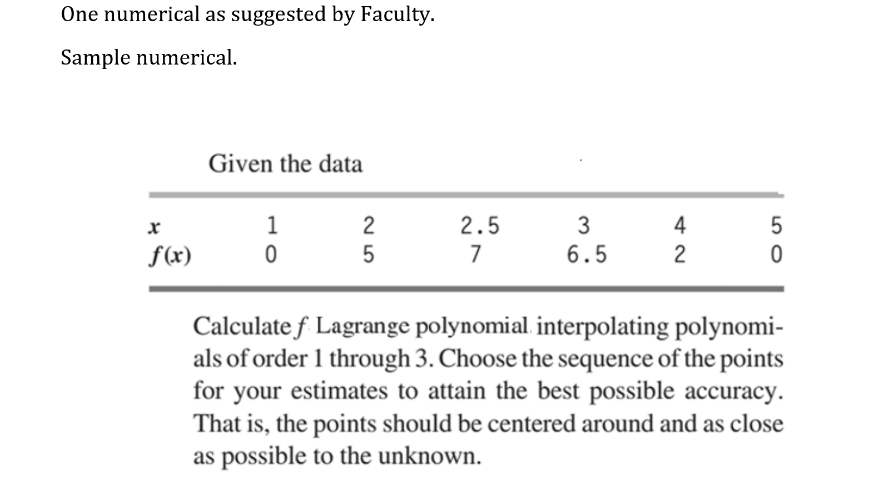 One numerical as suggested by Faculty.
Sample numerical.
Given the data
x 1 2 2.5 3 4 5
f(x) 0 5 7 6.5 2 0
Calculate f Lagrange polynomial interpolating polynomi-
als of order 1 through 3. Choose the sequence of the points
for your estimates to attain the best possible accuracy.
That is, the points should be centered around and as close
as possible to the unknown.